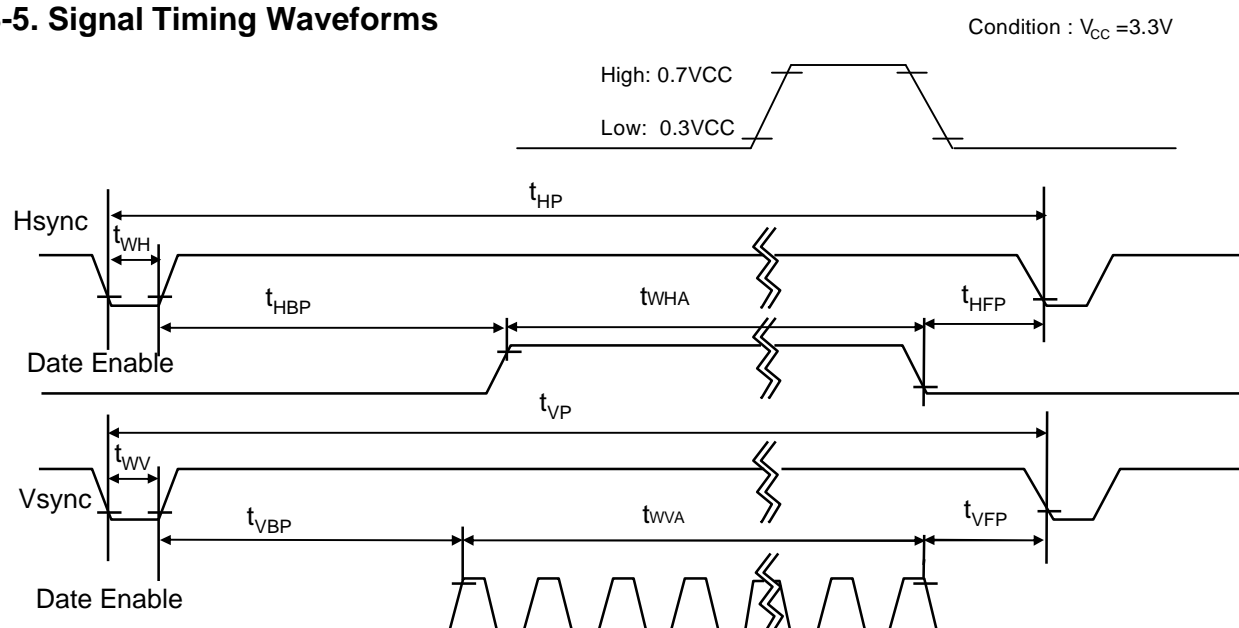 -5. Signal Timing Waveforms
Condition : VCC =3.3V
High: 0.7VCC
Low: 0.3VCC
tHP
Hsync
tWH
tHBP
tWHA
tHFP
Date Enable
tVP
tWV
Vsync
tVBP
tWVA
tVFP
Date Enable